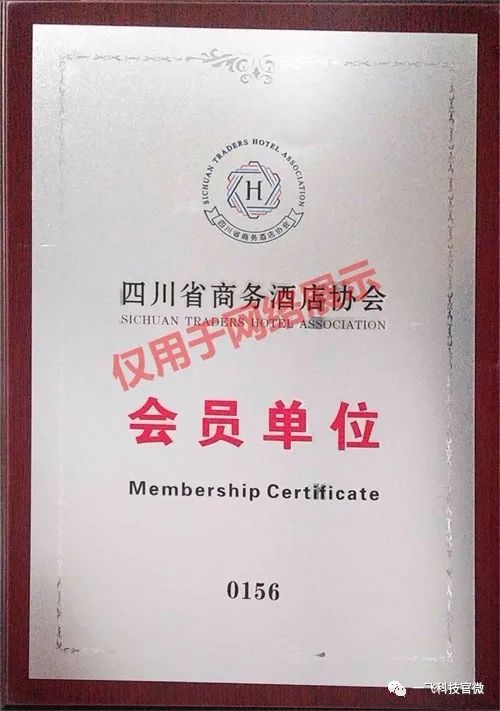 SICHUAN TRADERS HOTEL ASSOCIATION
H
四川省商务酒店协会
四川省商务酒店协会
SICHUAN TRADERS HOTEL ASSOCIATION
仅用于网络展示
会员单位
Membership Certificate
0156
一飞科技官微